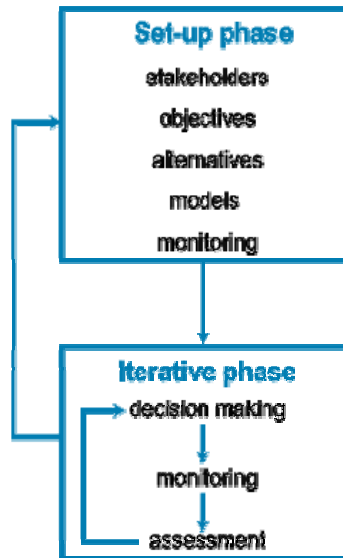 Set-up phase
stakeholders
objectives
alternatives
models
monitoring
Iterative phase
decision making
monitoring
assessment